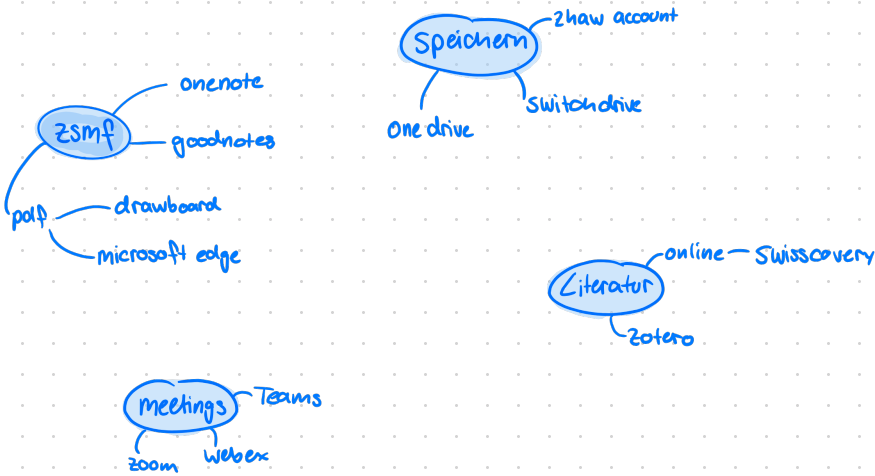 Speichern
zhaw account
one drive
Switchdrive
zsmf
onenote
goodnotes
pdf
drawboard
microsoft edge
Literatur
online
Swisscovery
Zotero
meetings
Teams
zoom
webex